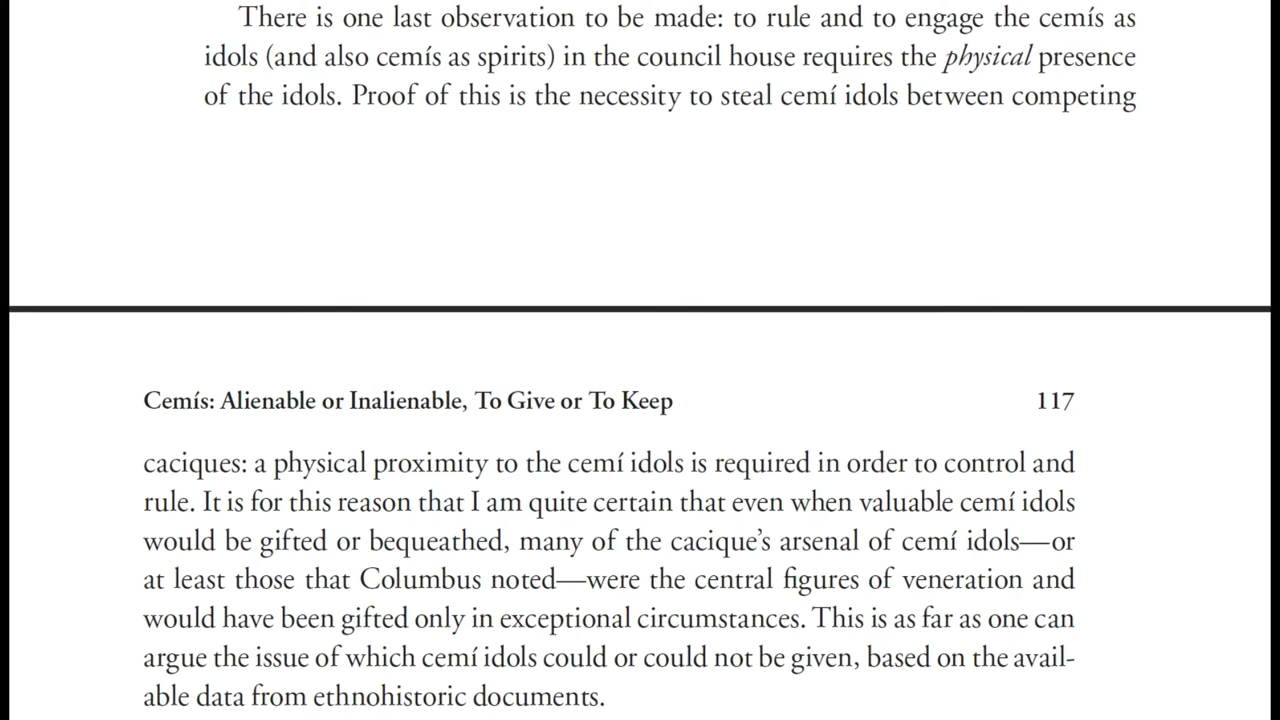 There is one last observation to be made: to rule and to engage the cemís as
idols (and also cemís as spirits) in the council house requires the physical presence
of the idols. Proof of this is the necessity to steal cemí idols between competing
Cemís: Alienable or Inalienable, To Give or To Keep 117
caciques: a physical proximity to the cemí idols is required in order to control and
rule. It is for this reason that I am quite certain that even when valuable cemí idols
would be gifted or bequeathed, many of the cacique’s arsenal of cemí idols—or
at least those that Columbus noted—were the central figures of veneration and
would have been gifted only in exceptional circumstances. This is as far as one can
argue the issue of which cemí idols could or could not be given, based on the avail-
able data from ethnohistoric documents.